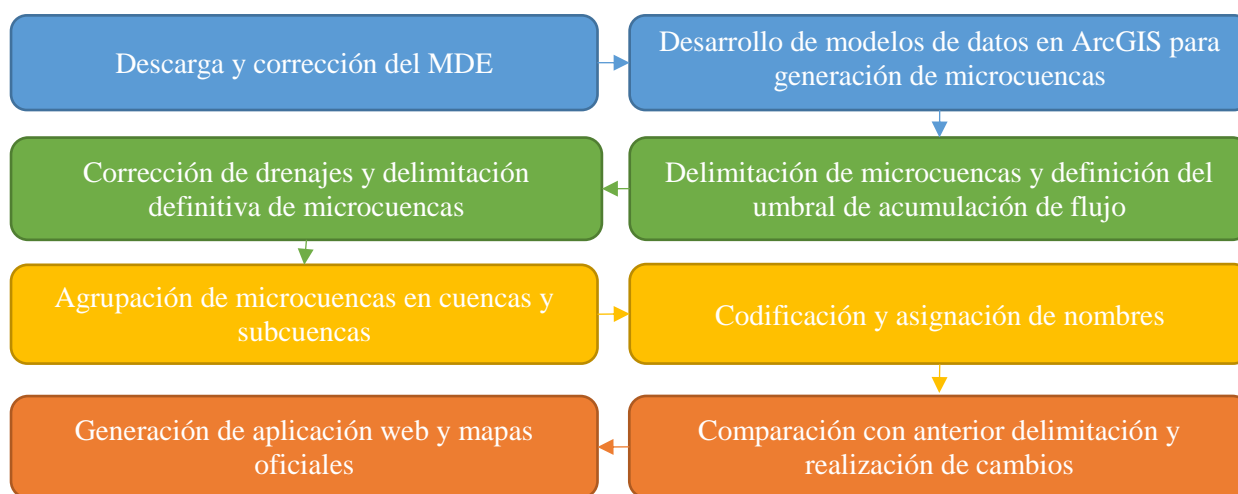 Descarga y corrección del MDE
Desarrollo de modelos de datos en ArcGIS para
generación de microcuencas
Delimitación de microcuencas y definición del
umbral de acumulación de flujo
Corrección de drenajes y delimitación
definitiva de microcuencas
Agrupación de microcuencas en cuencas y
subcuencas
Codificación y asignación de nombres
Comparación con anterior delimitación y
realización de cambios
Generación de aplicación web y mapas
oficiales